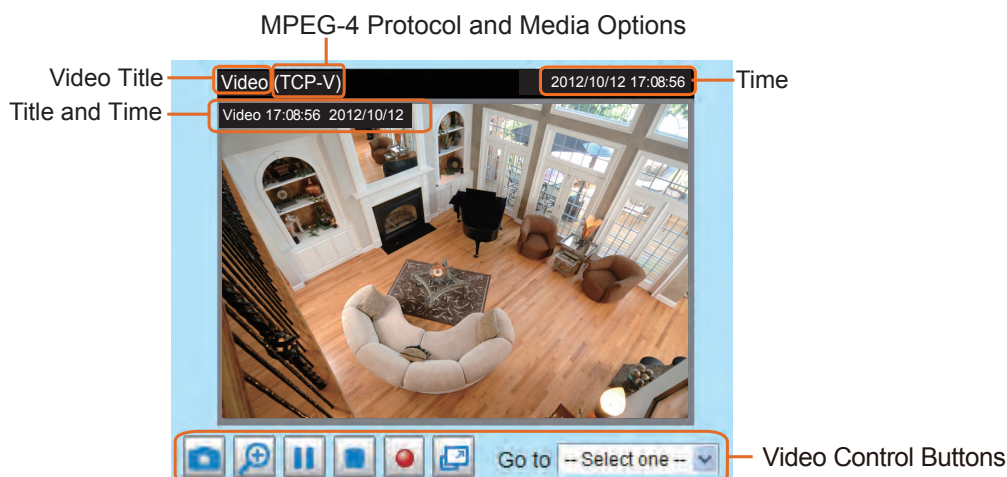 MPEG-4 Protocol and Media Options
Video Title
Video (TCP-V)
2012/10/12 17:08:56
Time
Title and Time
Video 17:08:56 2012/10/12
Go to
-- Select one --
Video Control Buttons